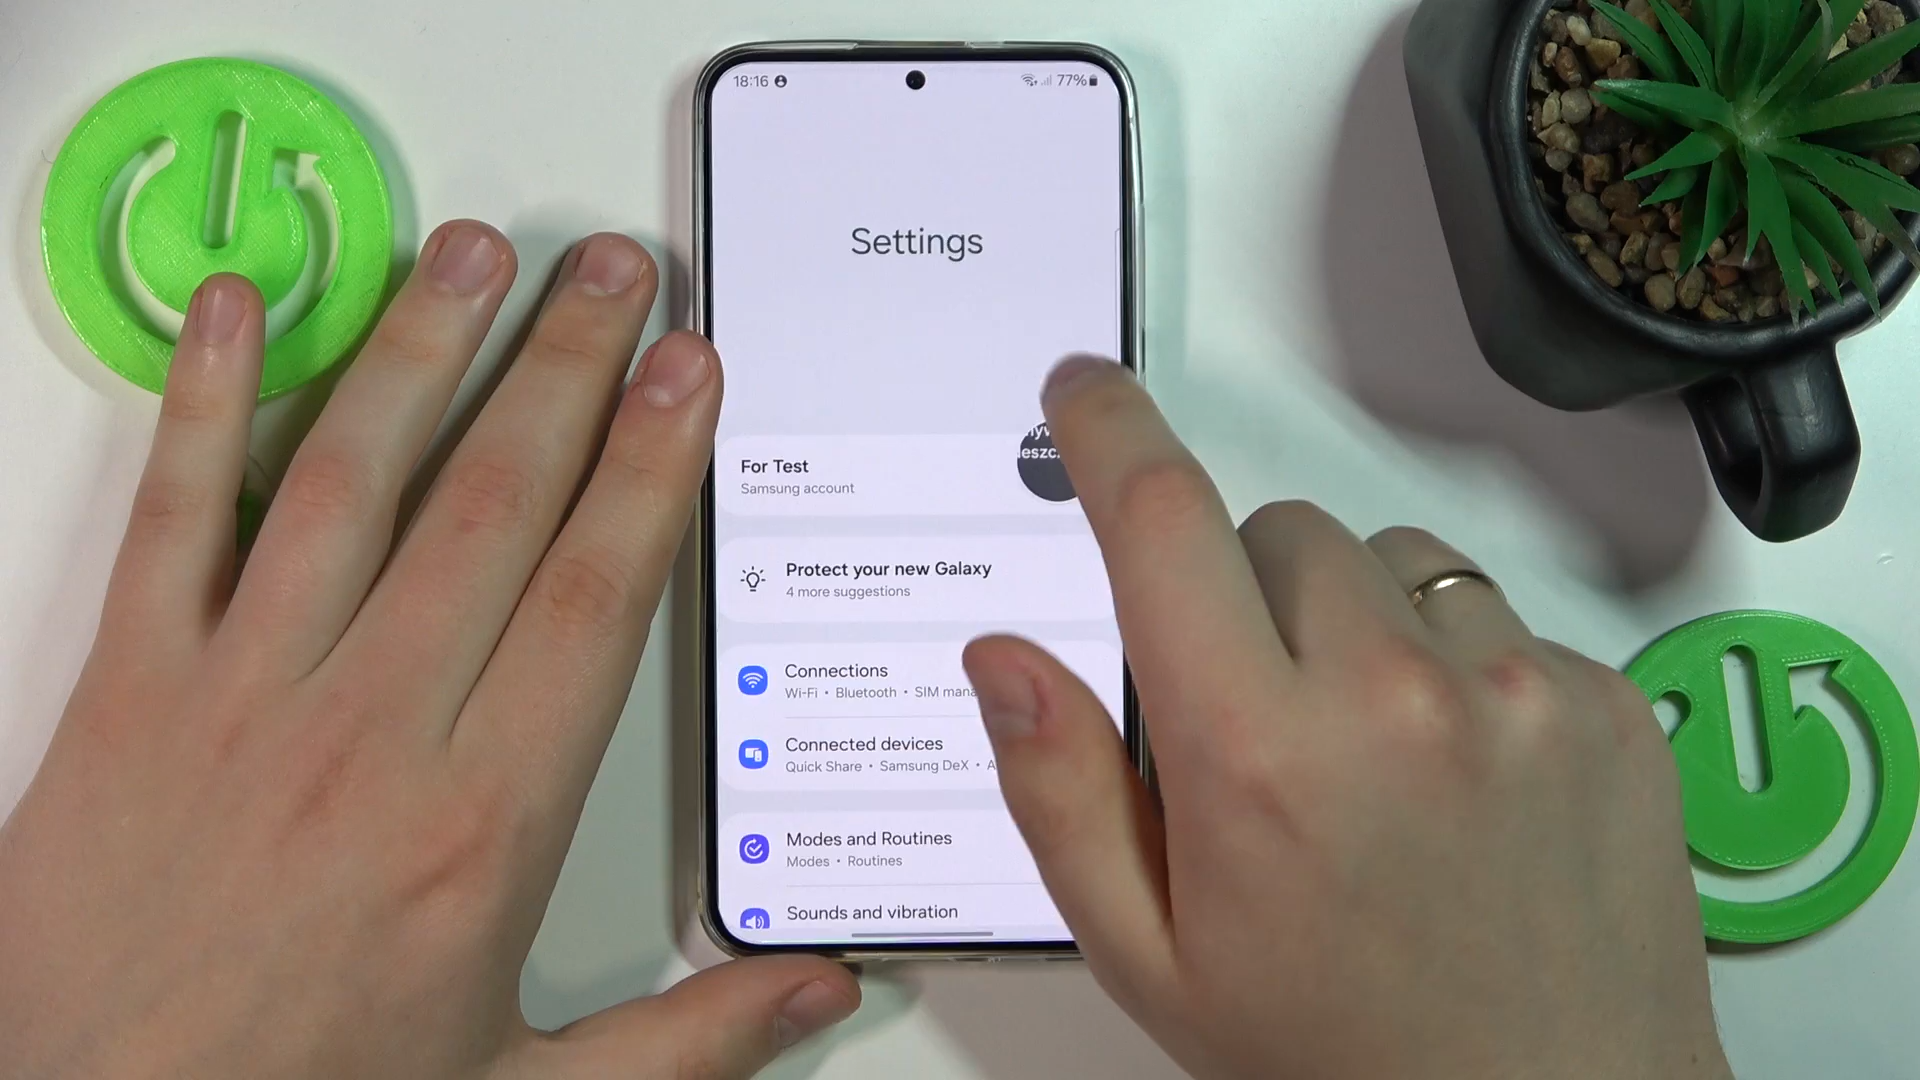 18:16
77%
Settings
For Test
Samsung account
Protect your new Galaxy
4 more suggestions
Connections
Wi-Fi • Bluetooth • SIM
Connected devices
Quick Share • Samsung DeX •
Modes and Routines
Modes • Routines
Sounds and vibration